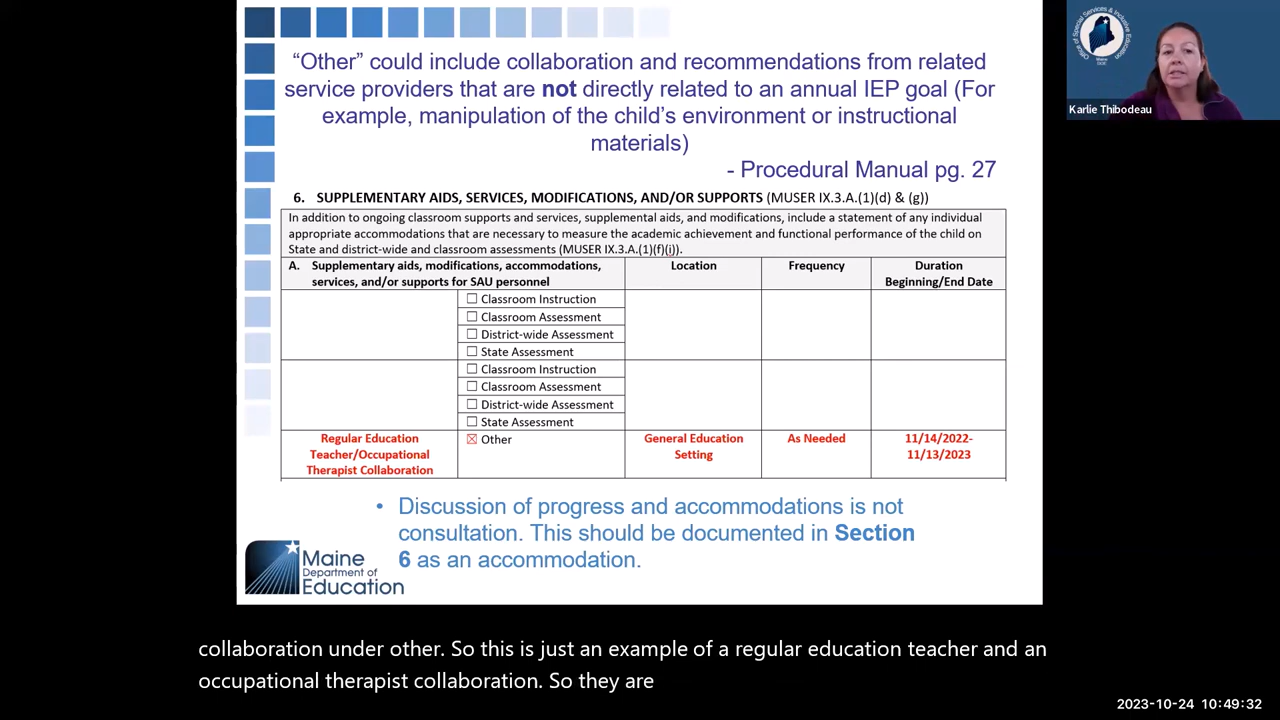 “Other” could include collaboration and recommendations from related
service providers that are not directly related to an annual IEP goal (For
example, manipulation of the child’s environment or instructional
materials)
- Procedural Manual pg. 27
6. SUPPLEMENTARY AIDS, SERVICES, MODIFICATIONS, AND/OR SUPPORTS (MUSER IX.3.A.(1)(d) & (g))
In addition to ongoing classroom supports and services, supplemental aids, and modifications, include a statement of any individual
appropriate accommodations that are necessary to measure the academic achievement and functional performance of the child on
State and district-wide and classroom assessments (MUSER IX.3.A.(1)(f)(i)).
A. Supplementary aids, modifications, accommodations,
services, and/or supports for SAU personnel
Location
Frequency
Duration
Beginning/End Date
☐ Classroom Instruction
☐ Classroom Assessment
☐ District-wide Assessment
☐ State Assessment
☐ Classroom Instruction
☐ Classroom Assessment
☐ District-wide Assessment
☐ State Assessment
Regular Education
Teacher/Occupational
Therapist Collaboration
☒ Other
General Education
Setting
As Needed
11/14/2022-
11/13/2023
• Discussion of progress and accommodations is not
consultation. This should be documented in Section
6 as an accommodation.
Maine
Department of
Education
Office of Special Services & Inclusive Education
Maine
DOE
Karlie Thibodeau
collaboration under other. So this is just an example of a regular education teacher and an
occupational therapist collaboration. So they are
2023-10-24 10:49:32